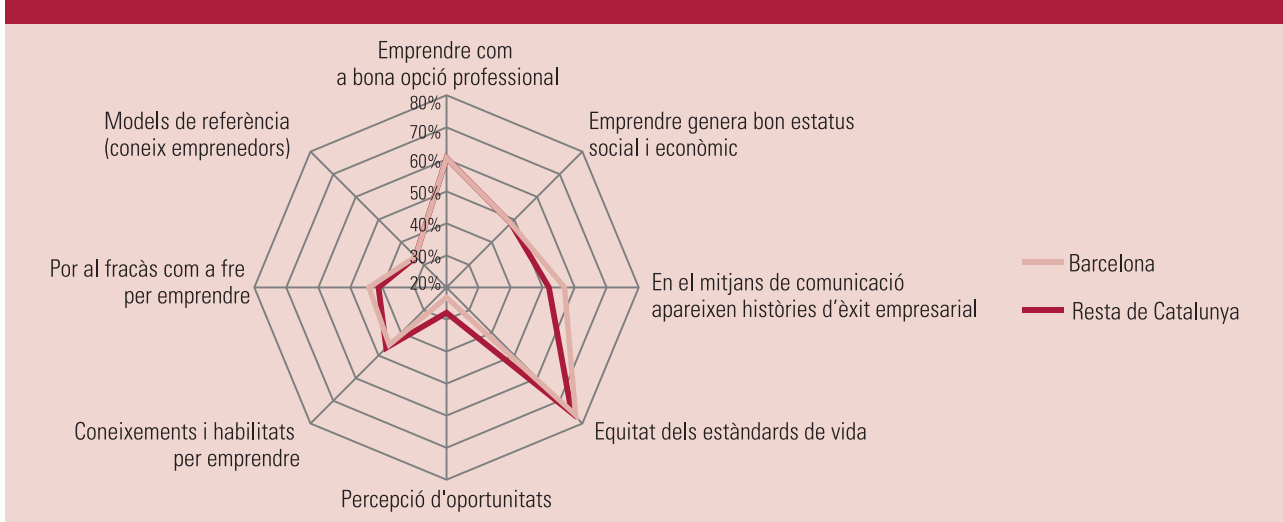 Emprendre com
a bona opció professional
Emprendre genera bon estatus
social i econòmic
En el mitjans de comunicació
apareixen històries d'èxit empresarial
Equitat dels estàndards de vida
Percepció d'oportunitats
Coneixements i habilitats
per emprendre
Por al fracàs com a fre
per emprendre
Models de referència
(coneix emprenedors)
80%
70%
60%
50%
40%
30%
20%
Barcelona
Resta de Catalunya